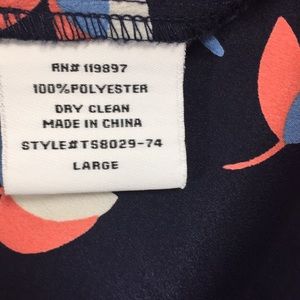 RN# 119897
100%POLYESTER
DRY CLEAN
MADE IN CHINA
STYLE#TS8029-74
LARGE